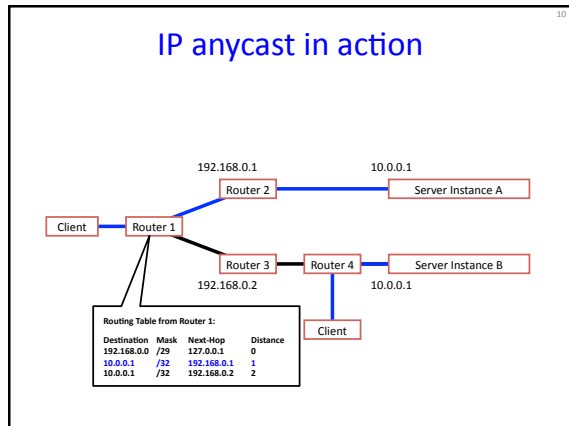 10
IP anycast in action
192.168.0.1 10.0.0.1
Router 2 Server Instance A
Client Router 1
Router 3 Router 4 Server Instance B
192.168.0.2 10.0.0.1
Client
Routing Table from Router 1:
Destination Mask Next-Hop Distance
192.168.0.0 /29 127.0.0.1 0
10.0.0.1 /32 192.168.0.1 1
10.0.0.1 /32 192.168.0.2 2